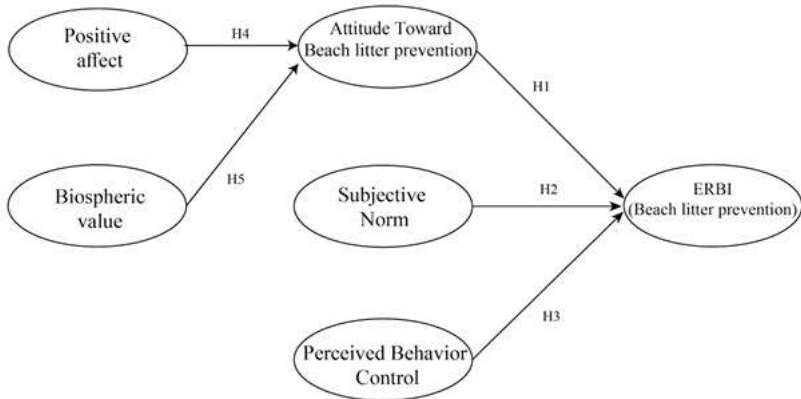 Positive
affect
H4
Attitude Toward
Beach litter prevention
H1
Biospheric
value
H5
Subjective
Norm
H2
ERBI
(Beach litter prevention)
H3
Perceived Behavior
Control